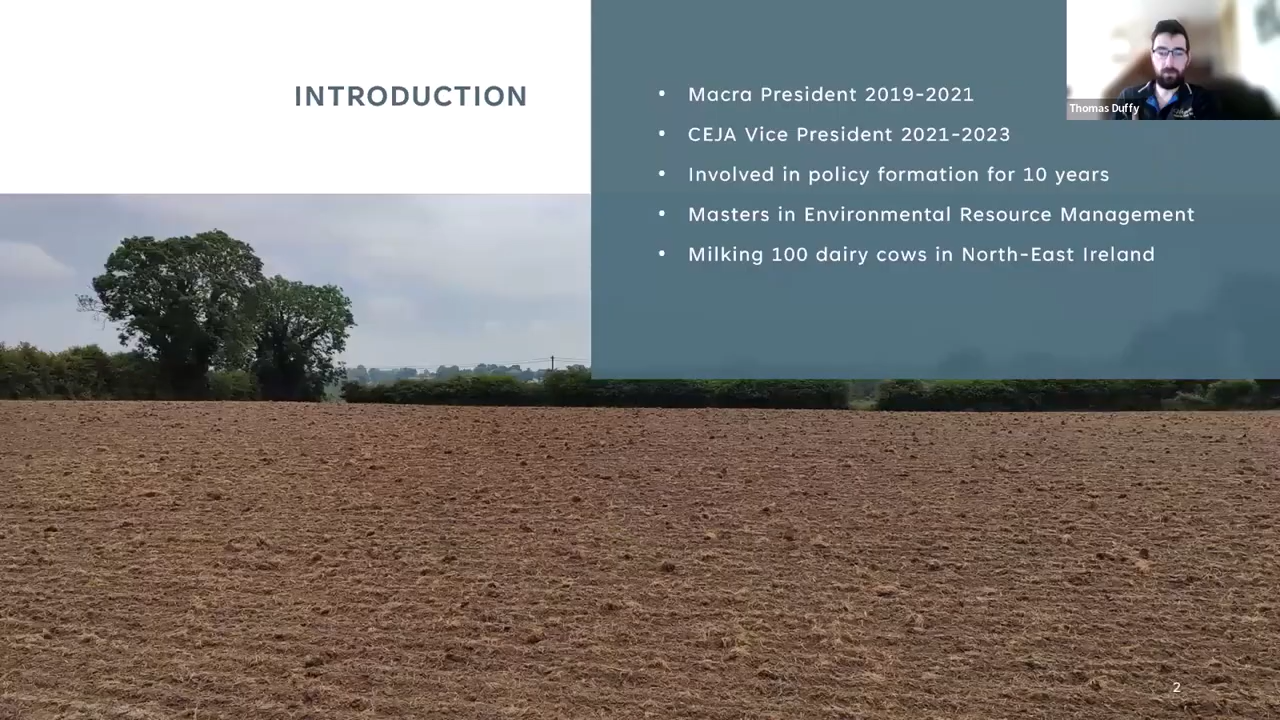 INTRODUCTION
• Macra President 2019-2021
• CEJA Vice President 2021-2023
• Involved in policy formation for 10 years
• Masters in Environmental Resource Management
• Milking 100 dairy cows in North-East Ireland
Thomas Duffy
2